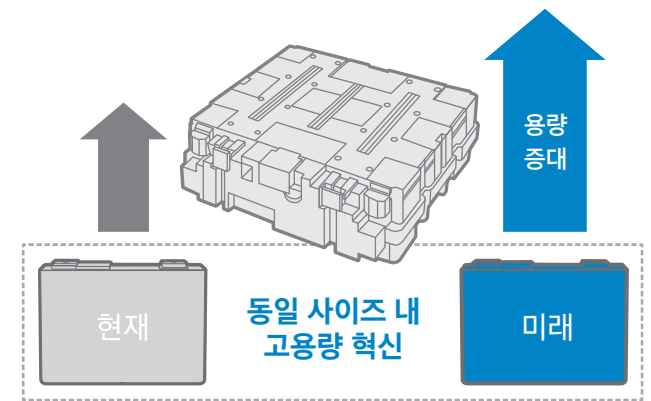 용량
증대
현재
동일 사이즈 내
고용량 혁신
미래